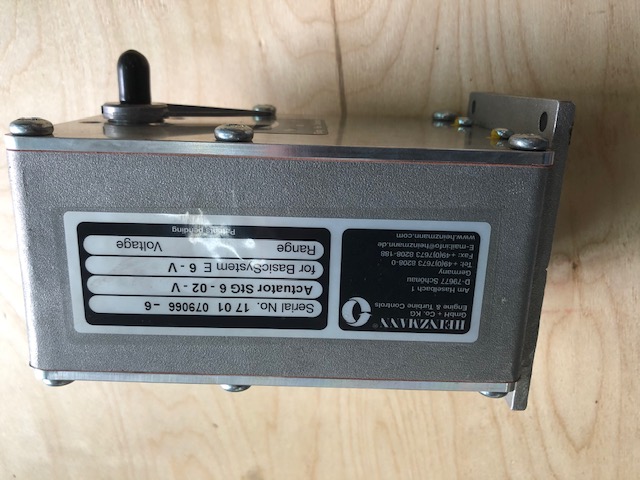 HEINZMANN®
GmbH + Co. KG
Engine & Turbine Controls
Am Haselbach 1
D-79677 Schönau
Germany
Tel: ++49(0)7673 8208-0
Fax: ++49(0)7673 8208-188
E-mail:info@heinzmann.de
www.heinzmann.com
Serial No. 17 01 079066 -6
Actuator StG 6 - 02 - V
for BasicSystem E 6 - V
Range Voltage
Patents pending